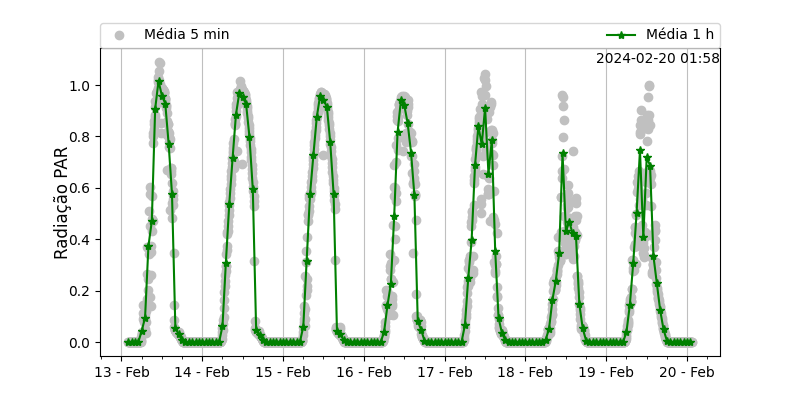 Média 5 min
Média 1 h
2024-02-20 01:58
Radiação PAR
1.0
0.8
0.6
0.4
0.2
0.0
13 - Feb
14 - Feb
15 - Feb
16 - Feb
17 - Feb
18 - Feb
19 - Feb
20 - Feb